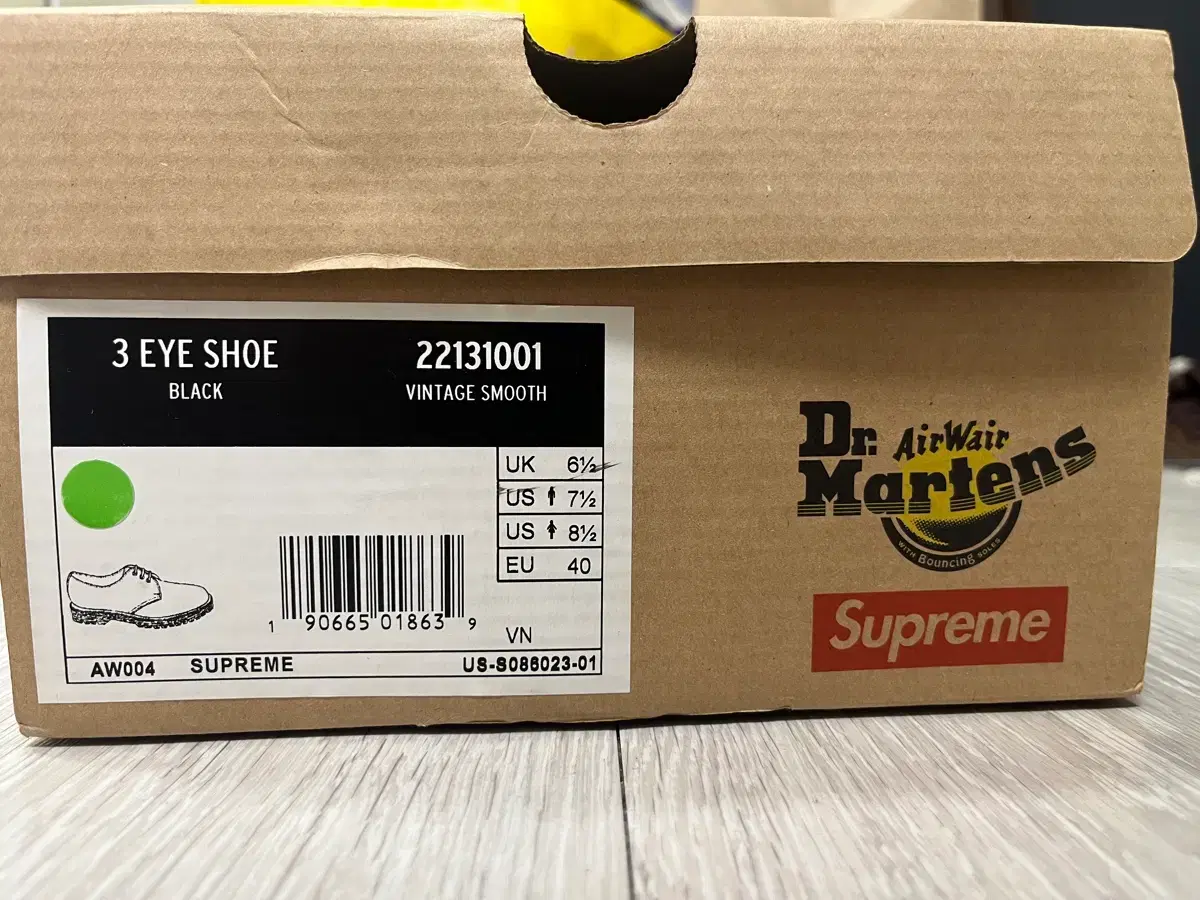 3 EYE SHOE
BLACK
22131001
VINTAGE SMOOTH
UK 6½
US 7½
US 8½
EU 40
1 90665 01863 9
VN
AW004 SUPREME US-S086023-01
Dr. AirWair
Martens
WITH Bouncing SOLES
Supreme